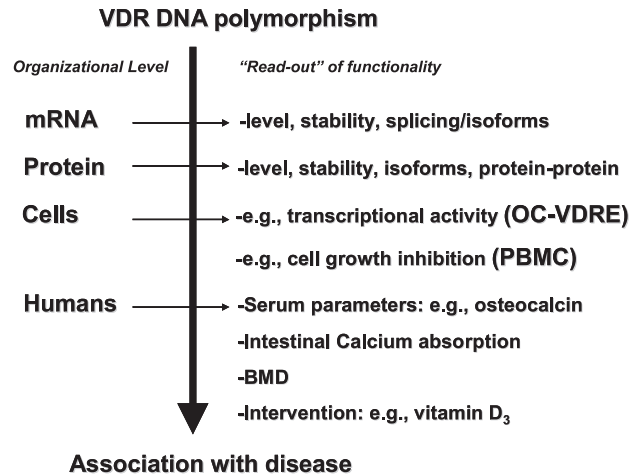 VDR DNA polymorphism
Organizational Level “Read-out” of functionality
mRNA -level, stability, splicing/isoforms
Protein -level, stability, isoforms, protein-protein
Cells -e.g., transcriptional activity (OC-VDRE)
-e.g., cell growth inhibition (PBMC)
Humans -Serum parameters: e.g., osteocalcin
-Intestinal Calcium absorption
-BMD
-Intervention: e.g., vitamin D₃
Association with disease